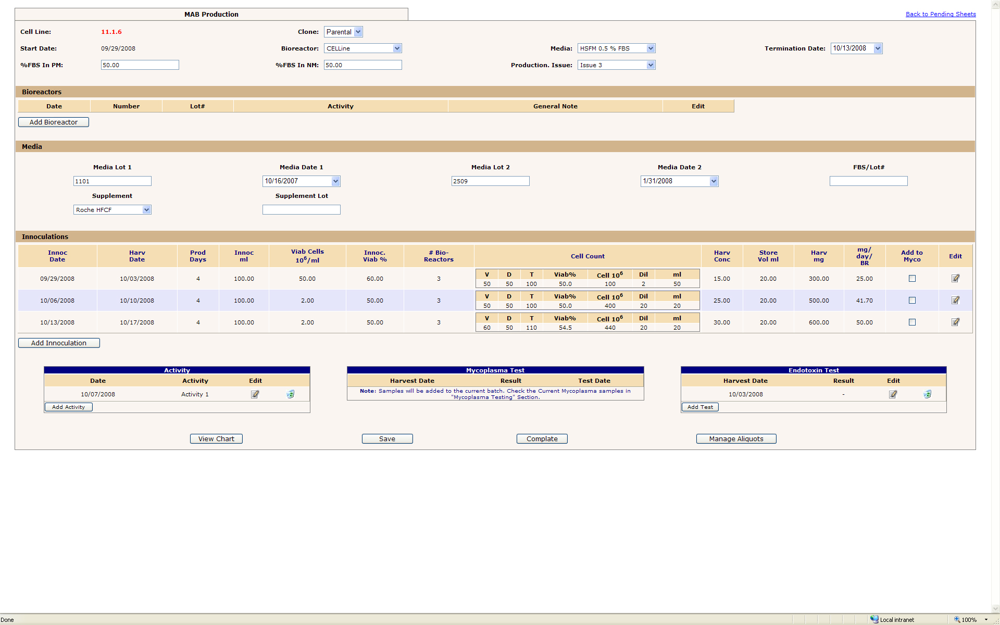 MAB Production
Back to Pending Sheets
Cell Line: 11.1.6 Clone: Parental
Start Date: 09/29/2008 Bioreactor: CELLine Media: HSFM 0.5 % FBS Termination Date: 10/13/2008
%FBS In PM: 50.00 %FBS In NM: 50.00 Production. Issue: Issue 3
Bioreactors
Date Number Lot# Activity General Note Edit
Add Bioreactor
Media
Media Lot 1 Media Date 1 Media Lot 2 Media Date 2 FBS/Lot#
1101 10/16/2007 2509 1/31/2008
Supplement Supplement Lot
Roche HFCF
Innoculations
Innoc Date Harv Date Prod Days Innoc ml Viab Cells 10⁶/ml Innoc. Viab % # Bio-Reactors Cell Count Harv Conc Store Vol ml Harv mg mg/day/BR Add to Myco Edit
V D T Viab% Cell 10⁶ Dil ml
09/29/2008 10/03/2008 4 100.00 50.00 60.00 3 50 50 100 50.0 100 2 50 15.00 20.00 300.00 25.00
V D T Viab% Cell 10⁶ Dil ml
10/06/2008 10/10/2008 4 100.00 2.00 50.00 3 50 50 100 50.0 400 20 20 25.00 20.00 500.00 41.70
V D T Viab% Cell 10⁶ Dil ml
10/13/2008 10/17/2008 4 100.00 2.00 50.00 3 60 50 110 54.5 440 20 20 30.00 20.00 600.00 50.00
Add Innoculation
Activity
Date Activity Edit
10/07/2008 Activity 1
Add Activity
Mycoplasma Test
Harvest Date Result Test Date
Note: Samples will be added to the current batch. Check the Current Mycoplasma samples in
"Mycoplasma Testing" Section.
Endotoxin Test
Harvest Date Result Edit
10/03/2008 -
Add Test
View Chart Save Complate Manage Aliquots
Done Local intranet 100%